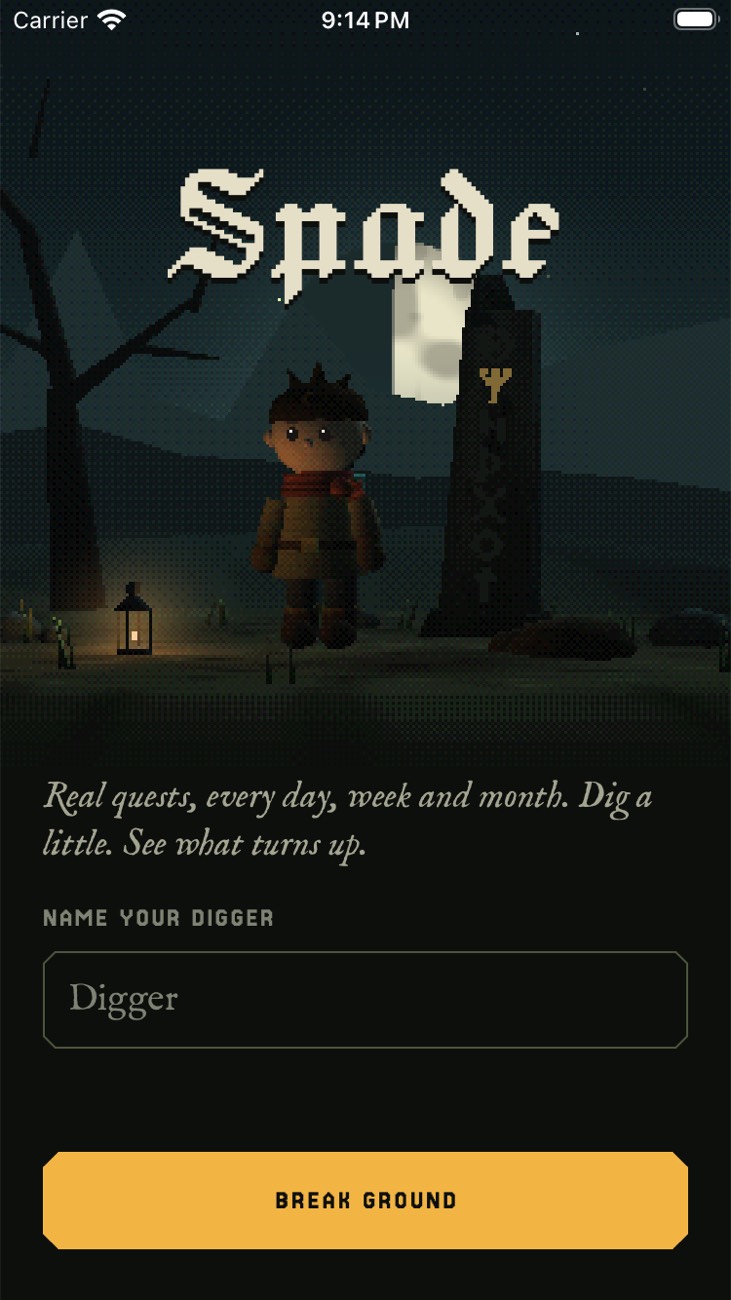 Carrier
9:14 PM
Spade
Real quests, every day, week and month. Dig a
little. See what turns up.
NAME YOUR DIGGER
Digger
BREAK GROUND